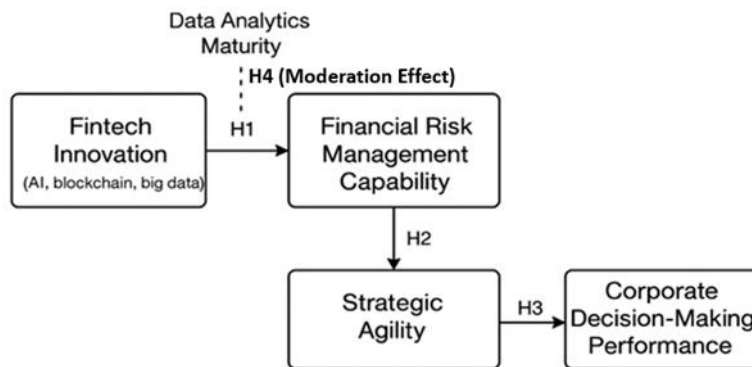 Data Analytics
Maturity
H4 (Moderation Effect)
Fintech
Innovation
(AI, blockchain, big data)
H1
Financial Risk
Management
Capability
H2
Strategic
Agility
H3
Corporate
Decision-Making
Performance